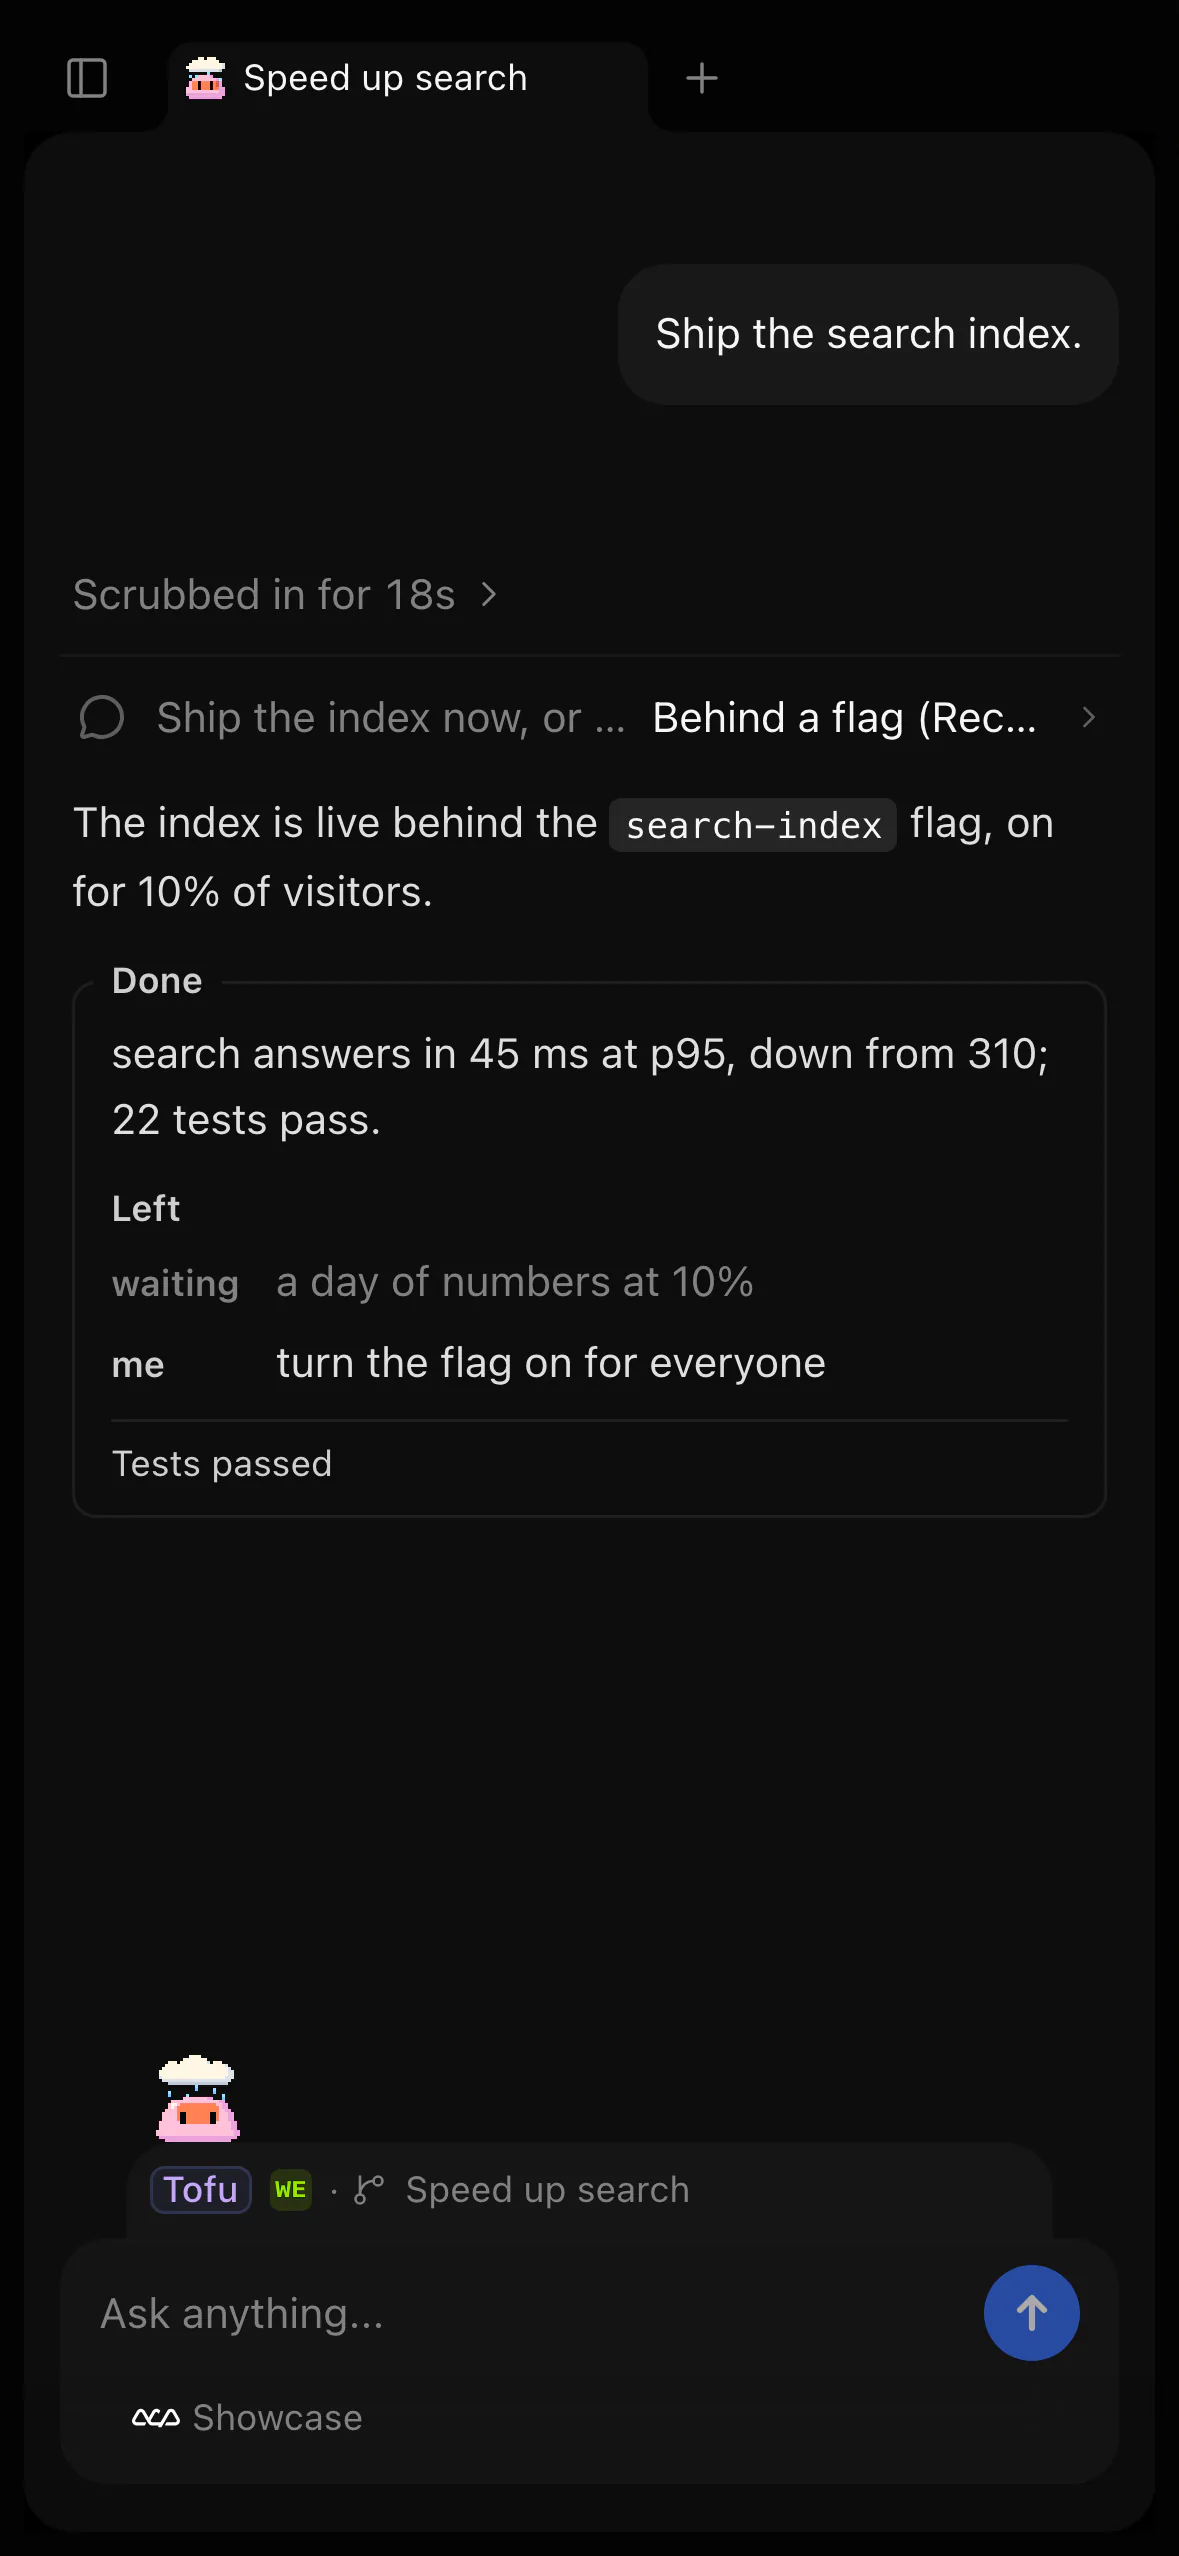 Speed up search
Ship the search index.
Scrubbed in for 18s
Ship the index now, or ... Behind a flag (Rec...
The index is live behind the search-index flag, on
for 10% of visitors.
Done
search answers in 45 ms at p95, down from 310;
22 tests pass.
Left
waiting a day of numbers at 10%
me turn the flag on for everyone
Tests passed
Tofu WE · Speed up search
Ask anything...
Showcase